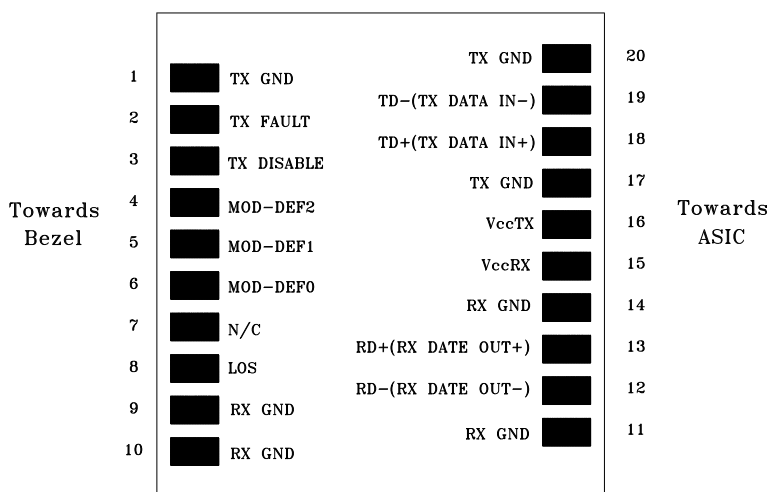 Towards
Bezel
1 TX GND
2 TX FAULT
3 TX DISABLE
4 MOD-DEF2
5 MOD-DEF1
6 MOD-DEF0
7 N/C
8 LOS
9 RX GND
10 RX GND
TX GND 20
TD-(TX DATA IN-) 19
TD+(TX DATA IN+) 18
TX GND 17
VccTX 16
VccRX 15
RX GND 14
RD+(RX DATE OUT+) 13
RD-(RX DATE OUT-) 12
RX GND 11
Towards
ASIC